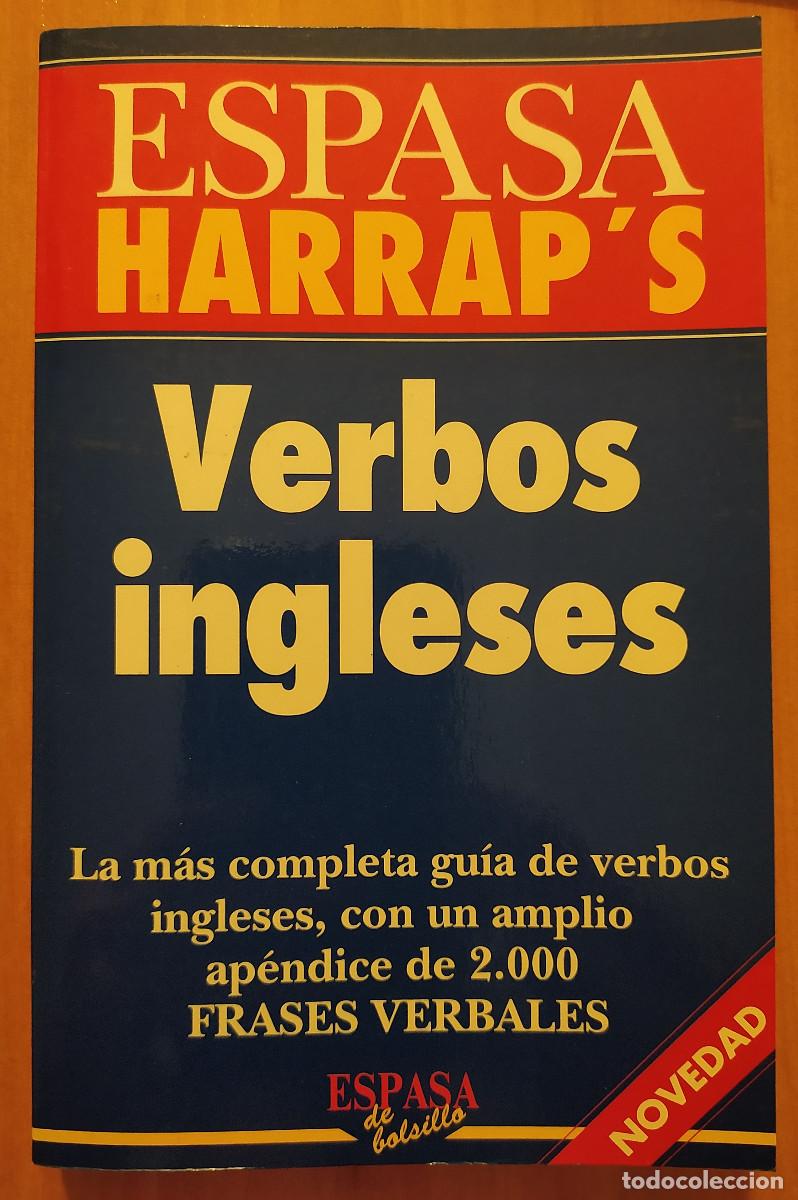 ESPASA
HARRAP´S
Verbos
ingleses
La más completa guía de verbos
ingleses, con un amplio
apéndice de 2.000
FRASES VERBALES
NOVEDAD
ESPASA
de
bolsillo
todocoleccion